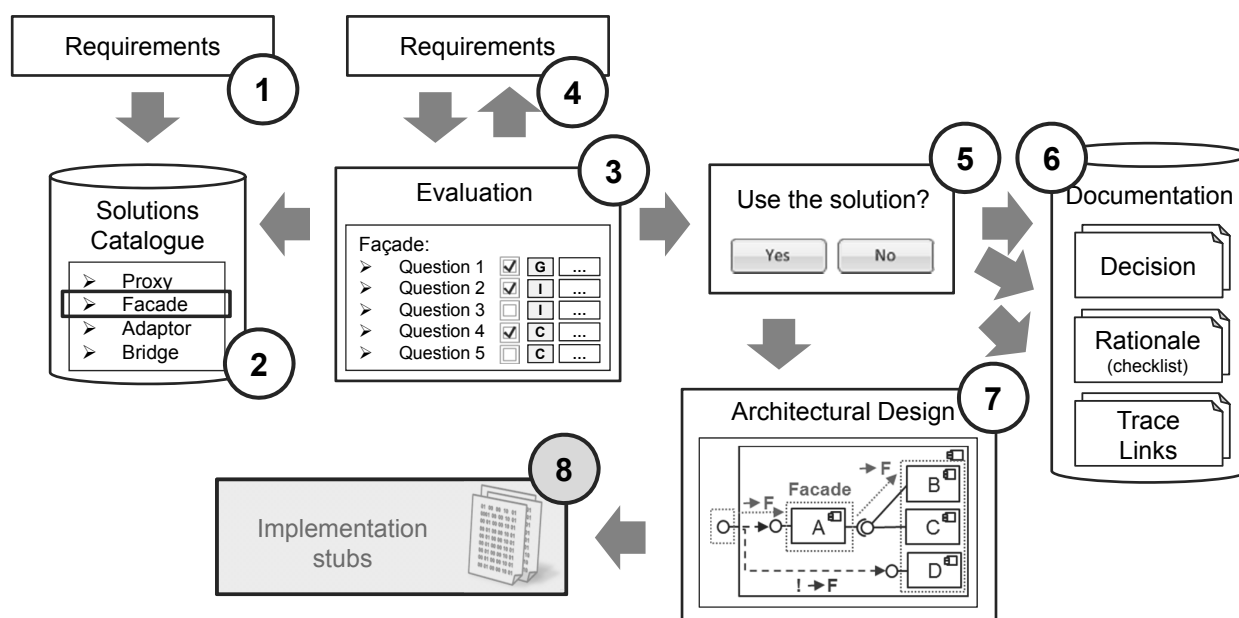 Requirements
1
Requirements
4
Solutions
Catalogue
➢ Proxy
➢ Facade
➢ Adaptor
➢ Bridge
2
3
Evaluation
Façade:
➢ Question 1 G ...
➢ Question 2 I ...
➢ Question 3 I ...
➢ Question 4 C ...
➢ Question 5 C ...
5
Use the solution?
Yes No
6
Documentation
Decision
Rationale
(checklist)
Trace
Links
7
Architectural Design
→F
B
→F Facade
A
C
D
! →F
8
Implementation
stubs